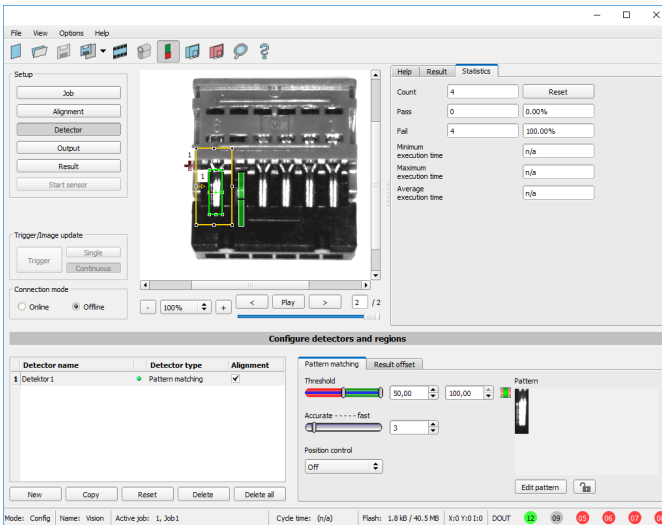 File View Options Help
Setup
Job
Alignment
Detector
Output
Result
Start sensor
Trigger/Image update
Trigger
Single
Continuous
Connection mode
Online Offline
1
1
- 100% + < Play > 2 /2
Help Result Statistics
Count 4 Reset
Pass 0 0.00%
Fail 4 100.00%
Minimum
execution time n/a
Maximum
execution time n/a
Average
execution time n/a
Configure detectors and regions
Detector name Detector type Alignment
1 Detektor1 Pattern matching
New Copy Reset Delete Delete all
Pattern matching Result offset
Threshold
50,00 100,00
Accurate ----- fast
3
Position control
Off
Pattern
Edit pattern
Mode: Config Name: Vision Active job: 1, Job1 Cycle time: (n/a) Flash: 1.8 kB / 40.5 MB X:0 Y:0 I:0 DOUT 12 09 05 06 07